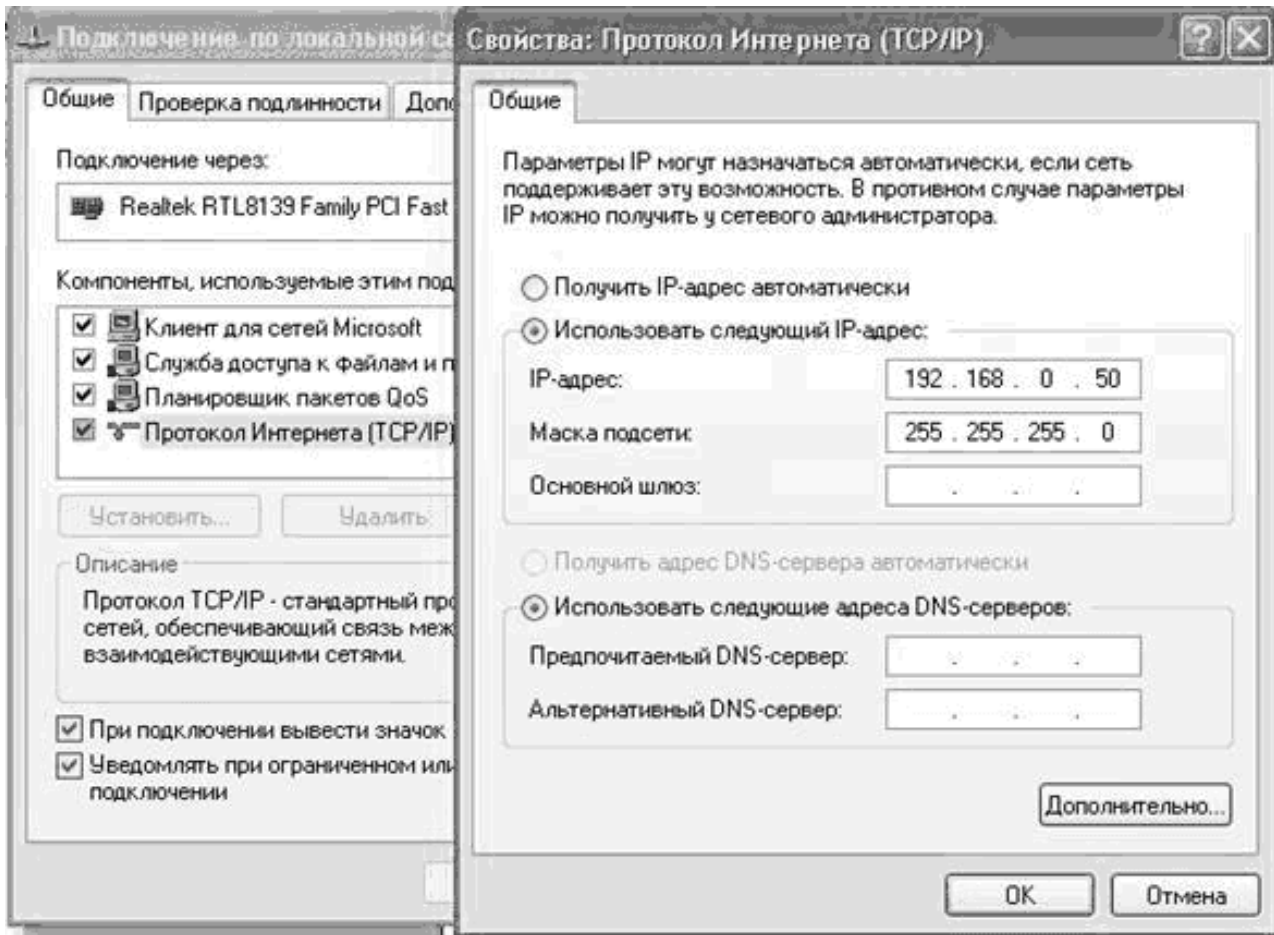 Подключение по локальной
Общие
Проверка подлинности
Подключение через:
Realtek RTL8139 Family PCI Fast
Компоненты, используемые этим
Клиент для сетей Microsoft
Служба доступа к файлам и
Планировщик пакетов QoS
Протокол Интернета (TCP/IP)
Установить...
Удалить
Описание
Протокол TCP/IP - стандартный
сетей, обеспечивающий связь
взаимодействующими сетями.
При подключении вывести значок
Уведомлять при ограниченном или
подключении
Свойства: Протокол Интернета (TCP/IP)
Общие
Параметры IP могут назначаться автоматически, если сеть
поддерживает эту возможность. В противном случае параметры
IP можно получить у сетевого администратора.
Получить IP-адрес автоматически
Использовать следующий IP-адрес:
IP-адрес: 192 . 168 . 0 . 50
Маска подсети: 255 . 255 . 255 . 0
Основной шлюз: . . .
Получить адрес DNS-сервера автоматически
Использовать следующие адреса DNS-серверов:
Предпочитаемый DNS-сервер: . . .
Альтернативный DNS-сервер: . . .
Дополнительно...
OK
Отмена